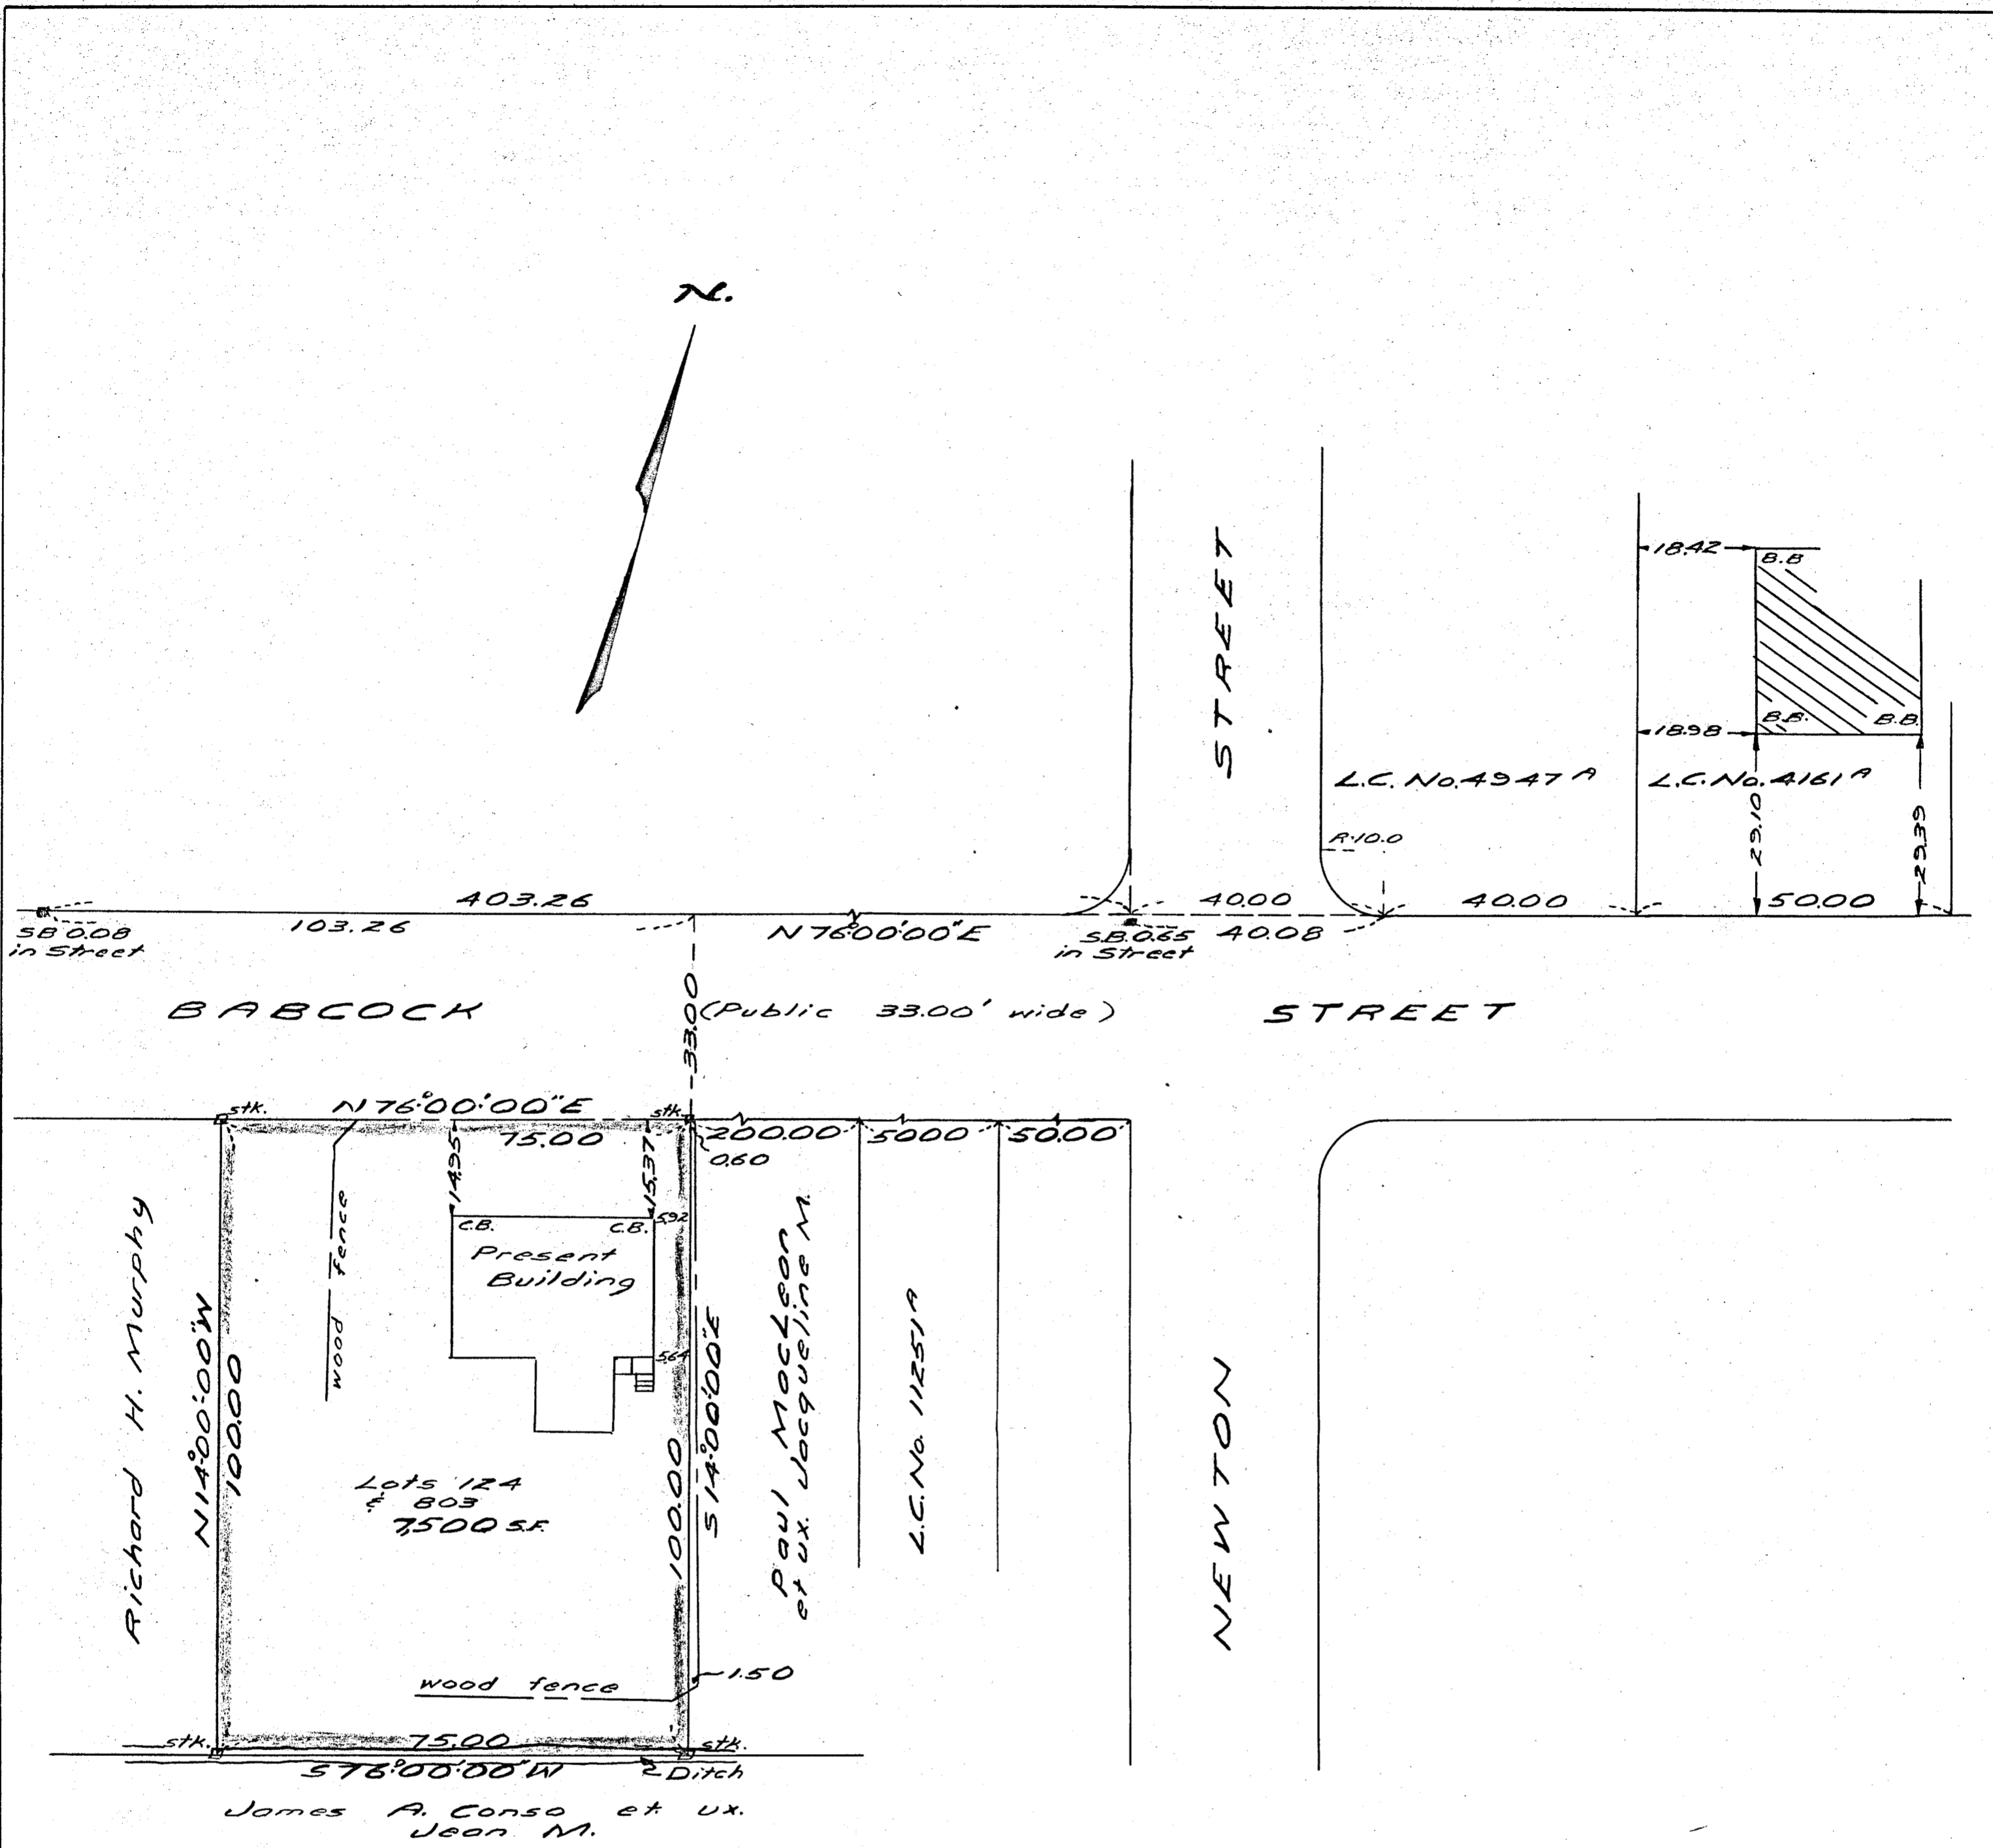 N.
STREET
18.42
B.B
18.98
B.B.
B.B.
L.C. No. 4947 A
L.C. No. 4161 A
29.10
29.39
R=10.0
403.26
103.26
S.B 0.08
in Street
N 76°00'00"E
40.00
S.B. 0.65
in Street
40.08
40.00
50.00
BABCOCK
(Public 33.00' wide)
STREET
33.00
stk.
N 76°00'00"E
stk.
75.00
200.00
50.00
50.00
0.60
14.95
15.37
C.B.
C.B.
5.92
Present
Building
5.64
wood fence
Richard H. Murphy
N14°00'00"W
100.00
Lots 124
& 803
7,500 S.F.
100.00
S 14°00'00"E
Paul MacLean
et ux. Jacqueline M.
L.C. No. 11251A
NEWTON
wood fence
1.50
stk.
75.00
stk.
S 76°00'00"W
Ditch
James A. Conso et ux.
Jean M.